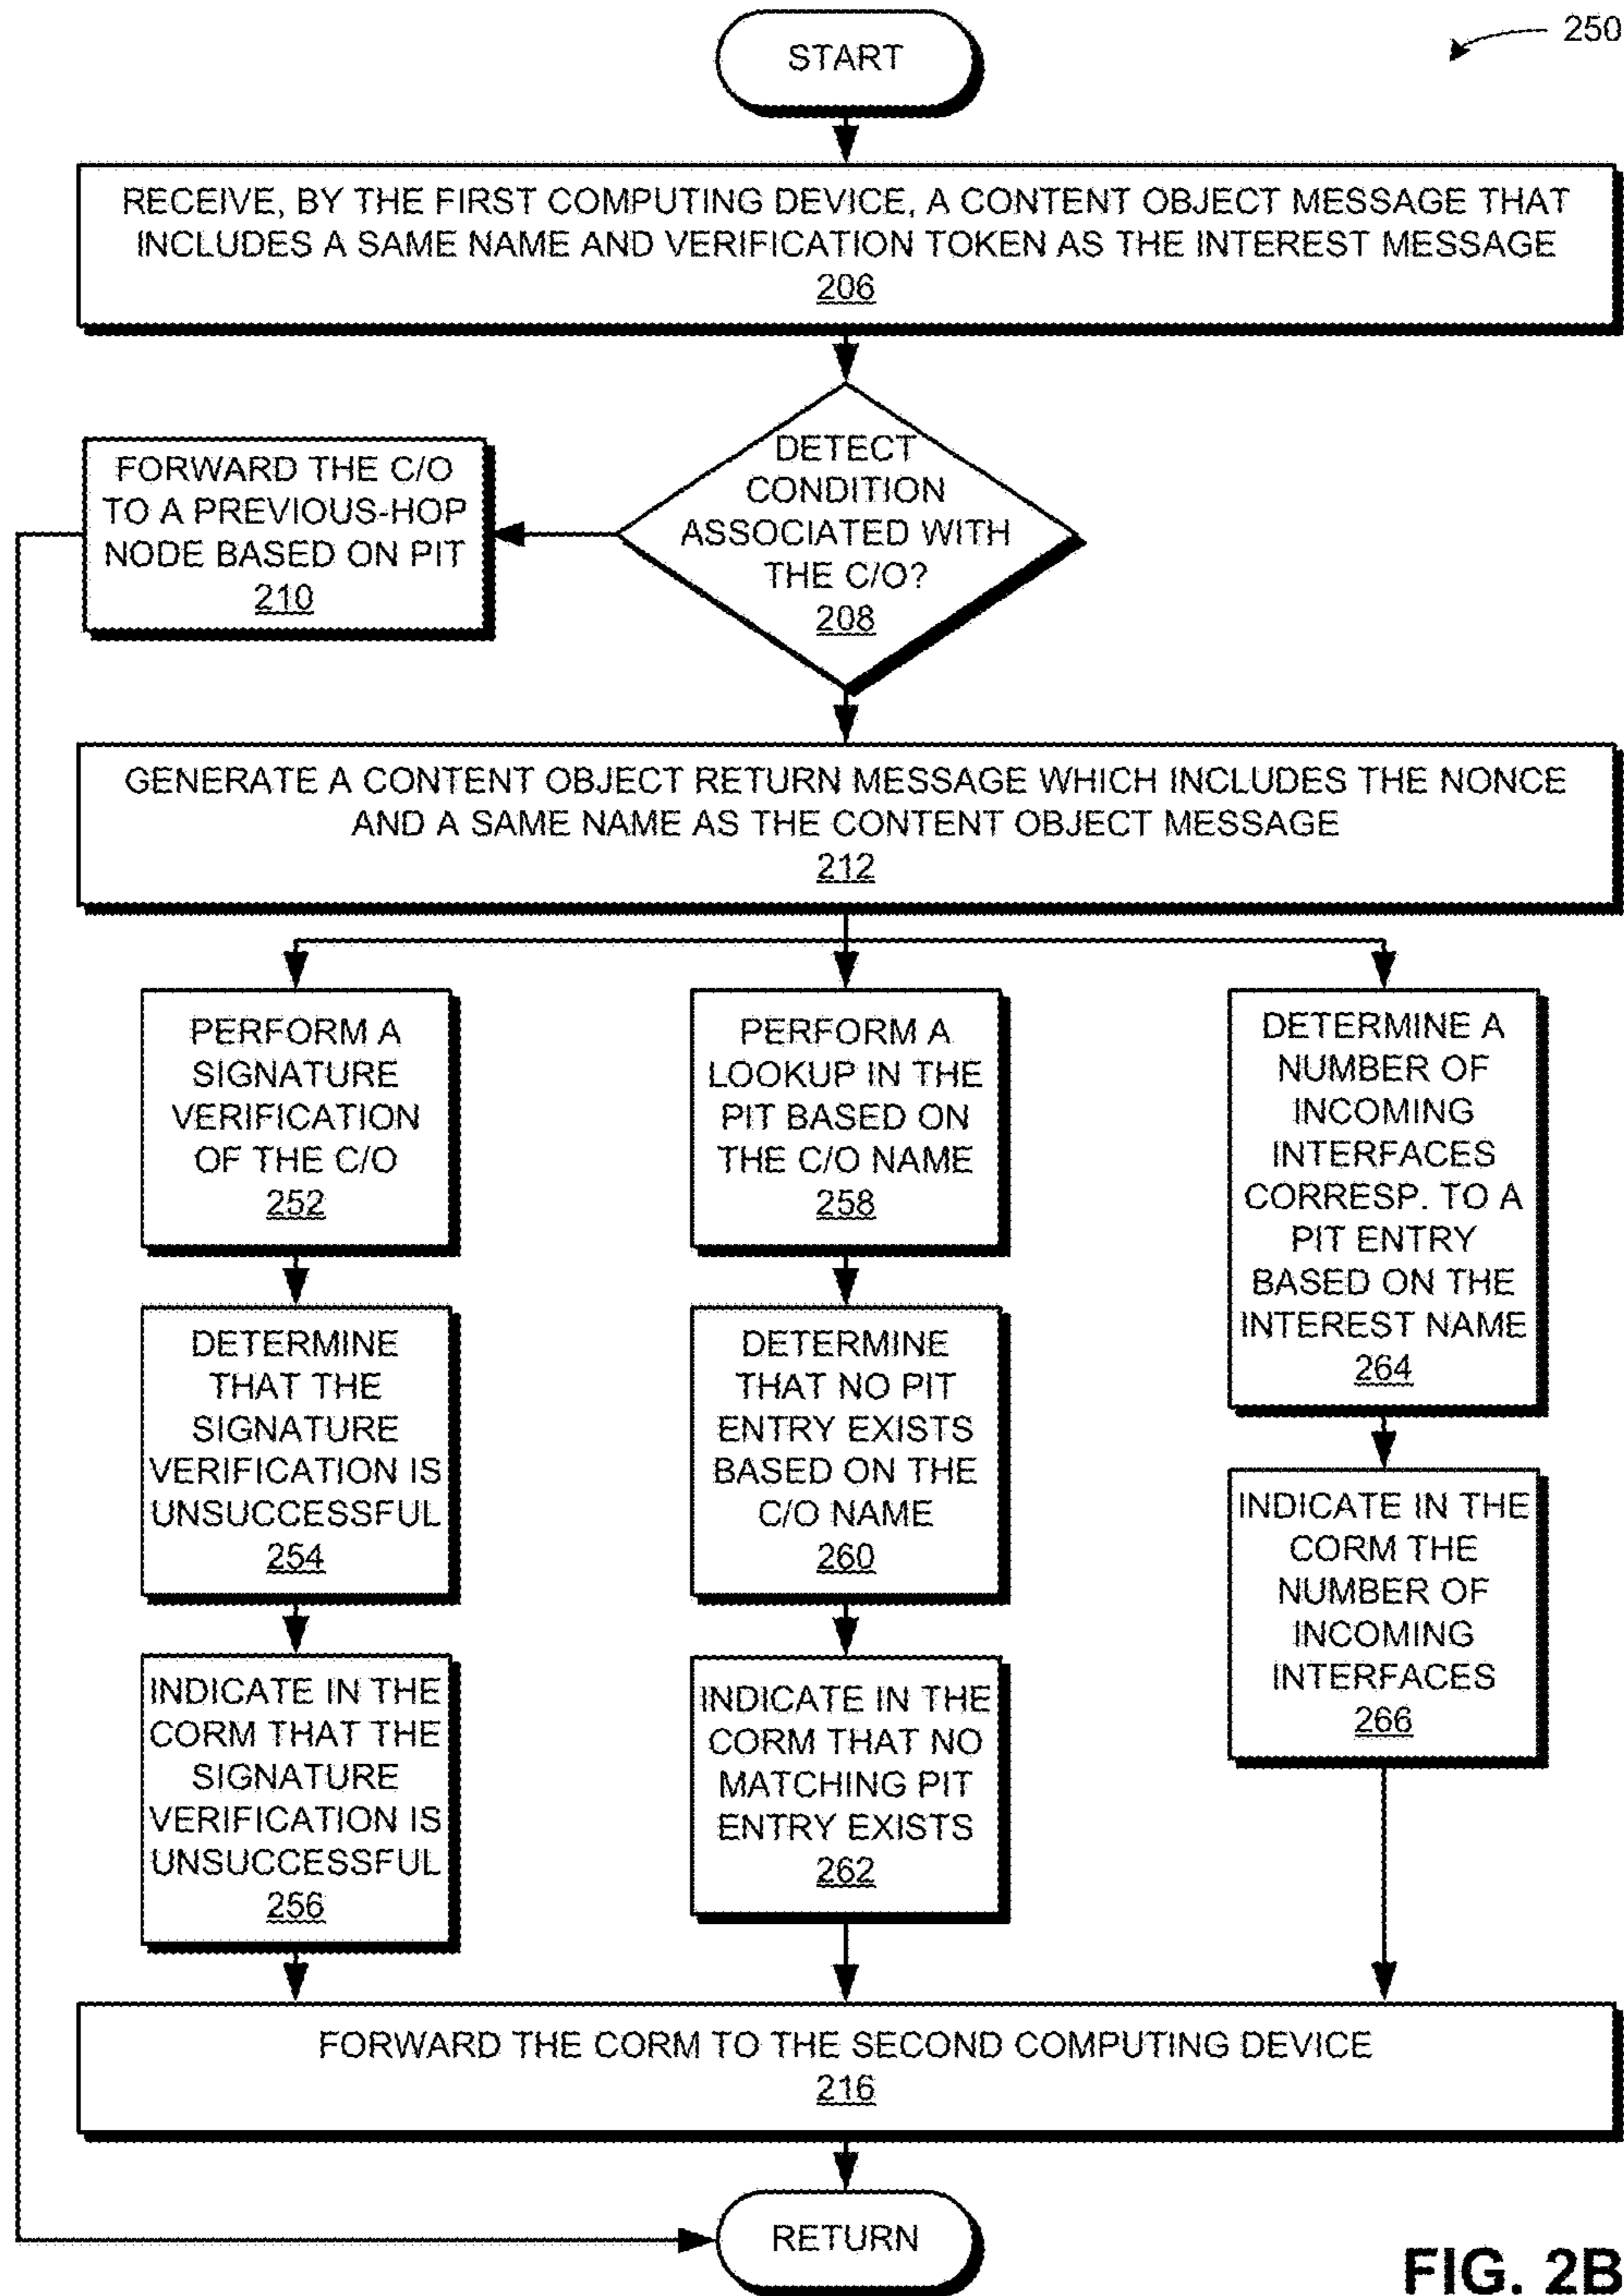 START
250
RECEIVE, BY THE FIRST COMPUTING DEVICE, A CONTENT OBJECT MESSAGE THAT
INCLUDES A SAME NAME AND VERIFICATION TOKEN AS THE INTEREST MESSAGE
206
FORWARD THE C/O
TO A PREVIOUS-HOP
NODE BASED ON PIT
210
DETECT
CONDITION
ASSOCIATED WITH
THE C/O?
208
GENERATE A CONTENT OBJECT RETURN MESSAGE WHICH INCLUDES THE NONCE
AND A SAME NAME AS THE CONTENT OBJECT MESSAGE
212
PERFORM A
SIGNATURE
VERIFICATION
OF THE C/O
252
DETERMINE
THAT THE
SIGNATURE
VERIFICATION IS
UNSUCCESSFUL
254
INDICATE IN THE
CORM THAT THE
SIGNATURE
VERIFICATION IS
UNSUCCESSFUL
256
PERFORM A
LOOKUP IN THE
PIT BASED ON
THE C/O NAME
258
DETERMINE
THAT NO PIT
ENTRY EXISTS
BASED ON THE
C/O NAME
260
INDICATE IN THE
CORM THAT NO
MATCHING PIT
ENTRY EXISTS
262
DETERMINE A
NUMBER OF
INCOMING
INTERFACES
CORRESP. TO A
PIT ENTRY
BASED ON THE
INTEREST NAME
264
INDICATE IN THE
CORM THE
NUMBER OF
INCOMING
INTERFACES
266
FORWARD THE CORM TO THE SECOND COMPUTING DEVICE
216
RETURN
FIG. 2B